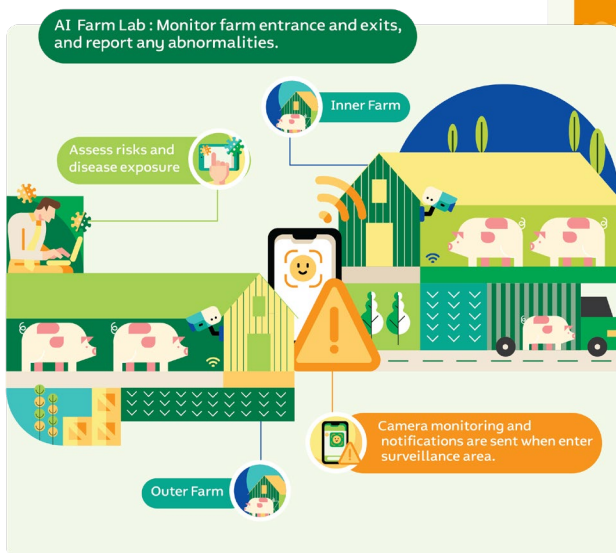 AI Farm Lab : Monitor farm entrance and exits,
and report any abnormalities.
Inner Farm
Assess risks and
disease exposure
Camera monitoring and
notifications are sent when enter
surveillance area.
Outer Farm